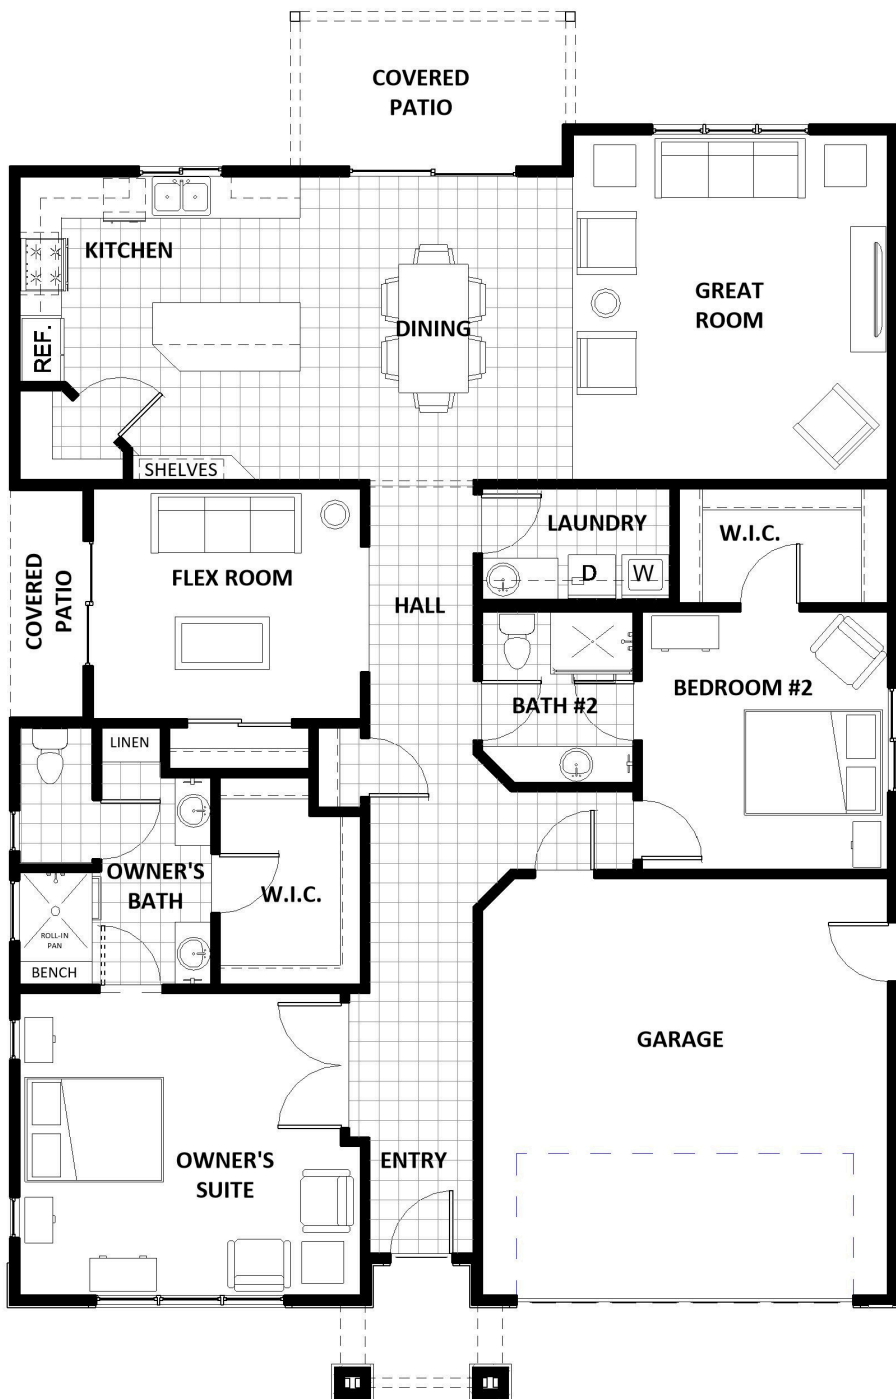 COVERED
PATIO
KITCHEN
GREAT
ROOM
DINING
REF.
SHELVES
LAUNDRY
W.I.C.
D
W
FLEX ROOM
COVERED
PATIO
HALL
BEDROOM #2
BATH #2
LINEN
OWNER'S
BATH
W.I.C.
ROLL-IN
PAN
BENCH
GARAGE
OWNER'S
SUITE
ENTRY